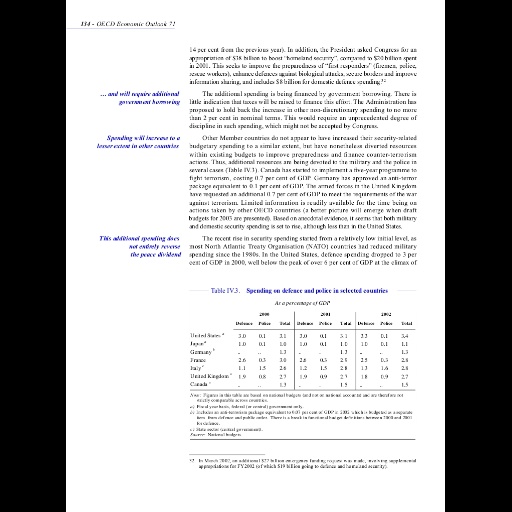 134 - OECD Economic Outlook 71
14 per cent from the previous year). In addition, the President asked Congress for an
appropriation of $38 billion to boost "homeland security", compared to $20 billion spent
in 2001. This seeks to improve the preparedness of "first responders" (firemen, police,
rescue workers), enhance defences against biological attacks, secure borders and improve
information sharing, and includes $8 billion for domestic defence spending.52
... and will require additional
government borrowing
The additional spending is being financed by government borrowing. There is
little indication that taxes will be raised to finance this effort. The Administration has
proposed to hold back the increase in other non-discretionary spending to no more
than 2 per cent in nominal terms. This would require an unprecedented degree of
discipline in such spending, which might not be accepted by Congress.
Spending will increase to a
lesser extent in other countries
Other Member countries do not appear to have increased their security-related
budgetary spending to a similar extent, but have nonetheless diverted resources
within existing budgets to improve preparedness and finance counter-terrorism
actions. Thus, additional resources are being devoted to the military and the police in
several cases (Table IV.3). Canada has started to implement a five-year programme to
fight terrorism, costing 0.7 per cent of GDP. Germany has approved an anti-terror
package equivalent to 0.1 per cent of GDP. The armed forces in the United Kingdom
have requested an additional 0.7 per cent of GDP to meet the requirements of the war
against terrorism. Limited information is readily available for the time being on
actions taken by other OECD countries (a better picture will emerge when draft
budgets for 2003 are presented). Based on anecdotal evidence, it seems that both military
and domestic security spending is set to rise, although less than in the United States.
This additional spending does
not entirely reverse
the peace dividend
The recent rise in security spending started from a relatively low initial level, as
most North Atlantic Treaty Organisation (NATO) countries had reduced military
spending since the 1980s. In the United States, defence spending dropped to 3 per
cent of GDP in 2000, well below the peak of over 6 per cent of GDP at the climax of
Table IV.3. Spending on defence and police in selected countries
As a percentage of GDP
2000 2001 2002
Defence Police Total Defence Police Total Defence Police Total
United States a 3.0 0.1 3.1 3.0 0.1 3.1 3.3 0.1 3.4
Japan a 1.0 0.1 1.0 1.0 0.1 1.0 1.0 0.1 1.1
Germany b .. .. 1.3 .. .. 1.3 .. .. 1.3
France 2.6 0.3 3.0 2.6 0.3 2.9 2.5 0.3 2.8
Italy c 1.1 1.5 2.6 1.2 1.5 2.8 1.3 1.6 2.8
United Kingdom 1.9 0.8 2.7 1.9 0.9 2.7 1.8 0.9 2.7
Canada .. .. 1.3 .. .. 1.5 .. .. 1.5
Note: Figures in this table are based on national budgets (and not on national accounts) and are therefore not
strictly comparable across countries.
a) Fiscal year basis, federal (or central) government only.
b) Includes an anti-terrorism package equivalent to 0.07 per cent of GDP in 2002 which is budgeted as a separate
item from defence and public order. There is a break in functional budget definitions between 2000 and 2001
for defence.
c) State sector (central government).
Source: National budgets.
52. In March 2002, an additional $27 billion emergency funding request was made, involving supplemental
appropriations for FY2002 (of which $19 billion going to defence and homeland security).